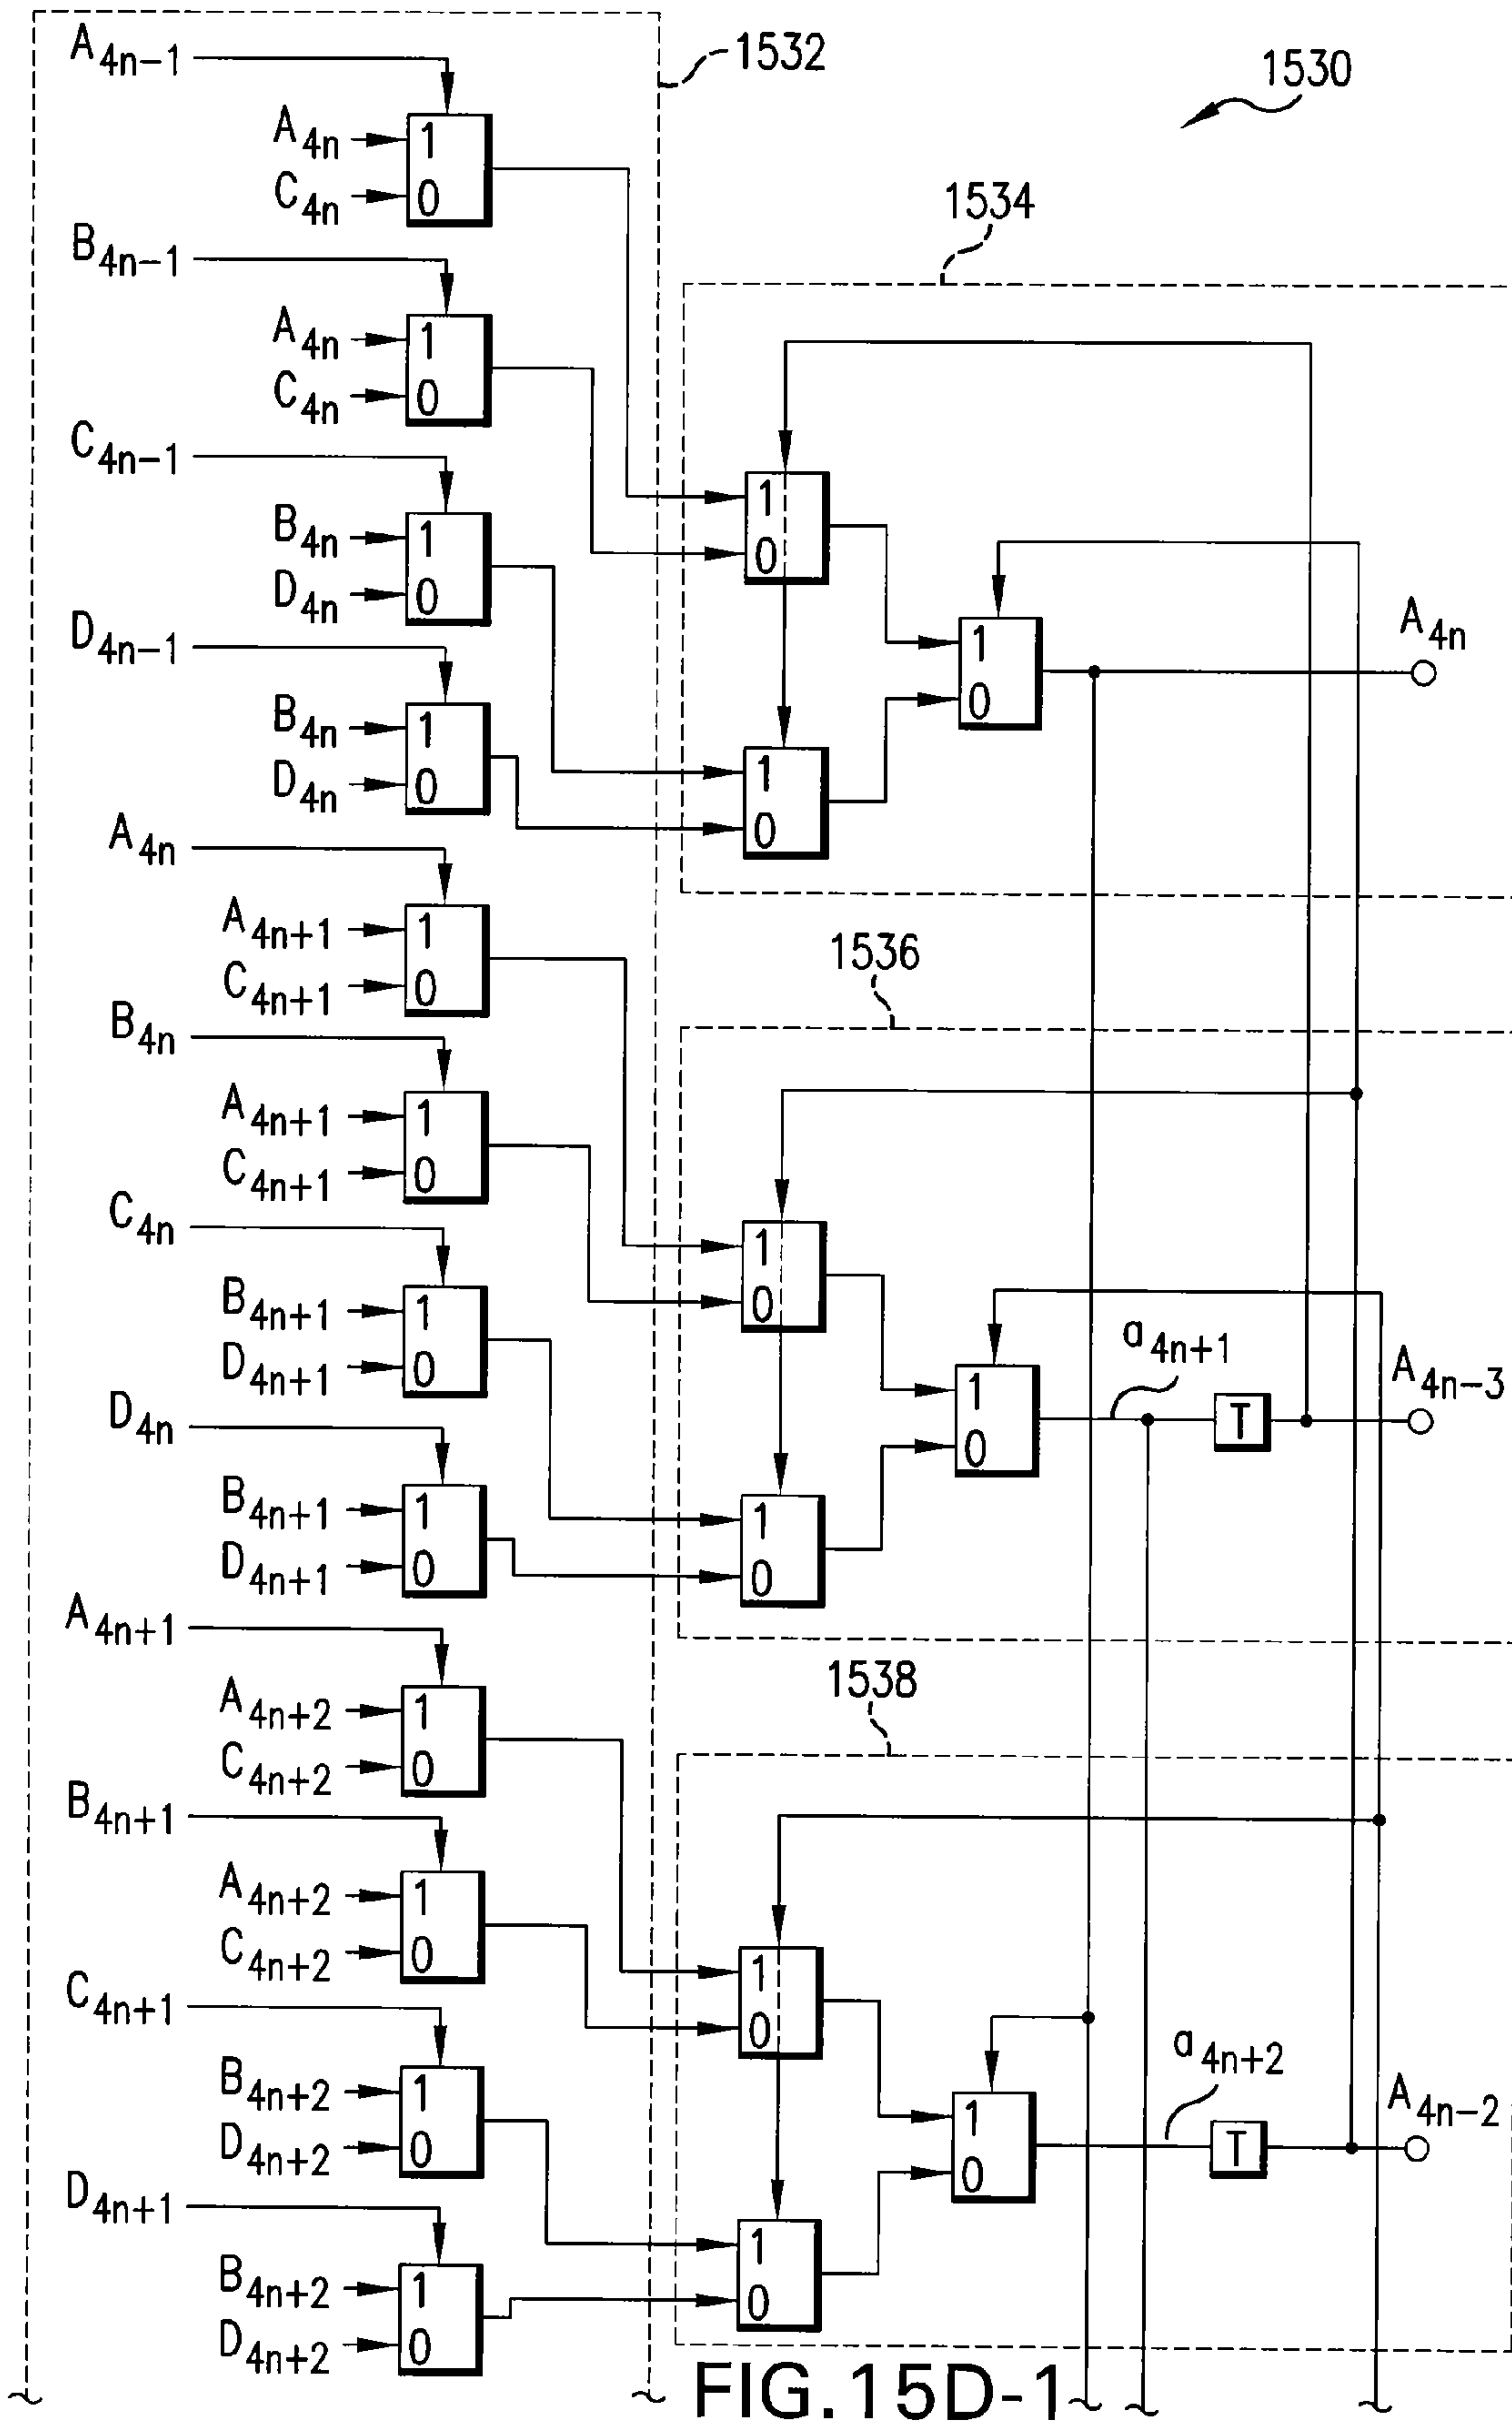 A4n-1
1532
1530
A4n
1
C4n
0
1534
B4n-1
A4n
1
C4n
0
C4n-1
1
B4n
1
0
D4n
0
D4n-1
A4n
1
B4n
1
0
D4n
0
1
0
A4n
A4n+1
1
1536
C4n+1
0
B4n
A4n+1
1
C4n+1
0
C4n
1
B4n+1
1
0
a4n+1
D4n+1
0
A4n-3
1
T
D4n
0
B4n+1
1
1
D4n+1
0
0
A4n+1
1538
A4n+2
1
C4n+2
0
B4n+1
A4n+2
1
C4n+2
0
1
C4n+1
0
a4n+2
B4n+2
1
A4n-2
1
D4n+2
0
T
0
D4n+1
1
B4n+2
1
0
D4n+2
0
FIG.15D-1